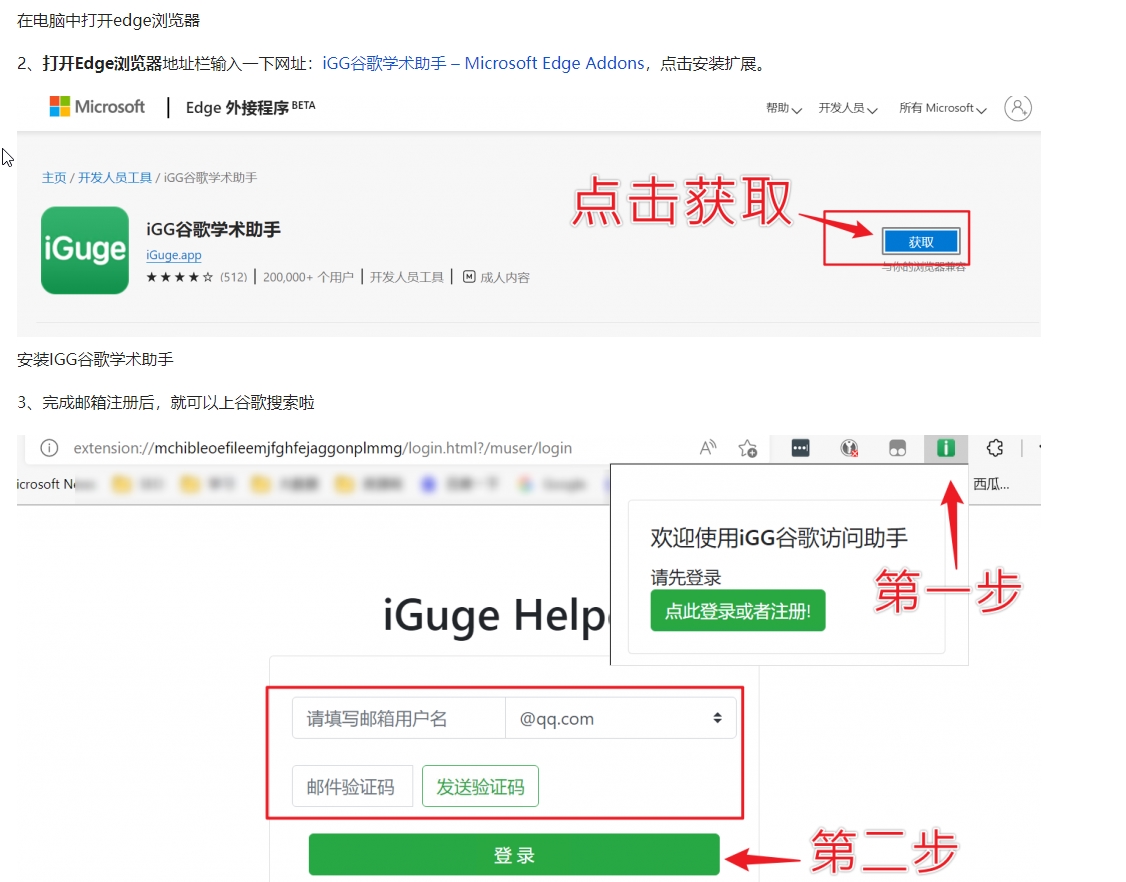 在电脑中打开edge浏览器
2、打开Edge浏览器地址栏输入一下网址：iGG谷歌学术助手 – Microsoft Edge Addons，点击安装扩展。
Microsoft | Edge 外接程序 BETA 帮助 开发人员 所有 Microsoft
主页 / 开发人员工具 / iGG谷歌学术助手
点击获取
iGuge
iGG谷歌学术助手
获取
iGuge.app
与你的浏览器兼容
★★★★☆ (512) | 200,000+ 个用户 | 开发人员工具 | M 成人内容
安装IGG谷歌学术助手
3、完成邮箱注册后，就可以上谷歌搜索啦
extension://mchibleoefileemjfghfejaggonplmmg/login.html?/muser/login
icrosoft
西瓜...
欢迎使用iGG谷歌访问助手
请先登录
点此登录或者注册!
第一步
iGuge Help
请填写邮箱用户名 @qq.com
邮件验证码 发送验证码
登录
第二步